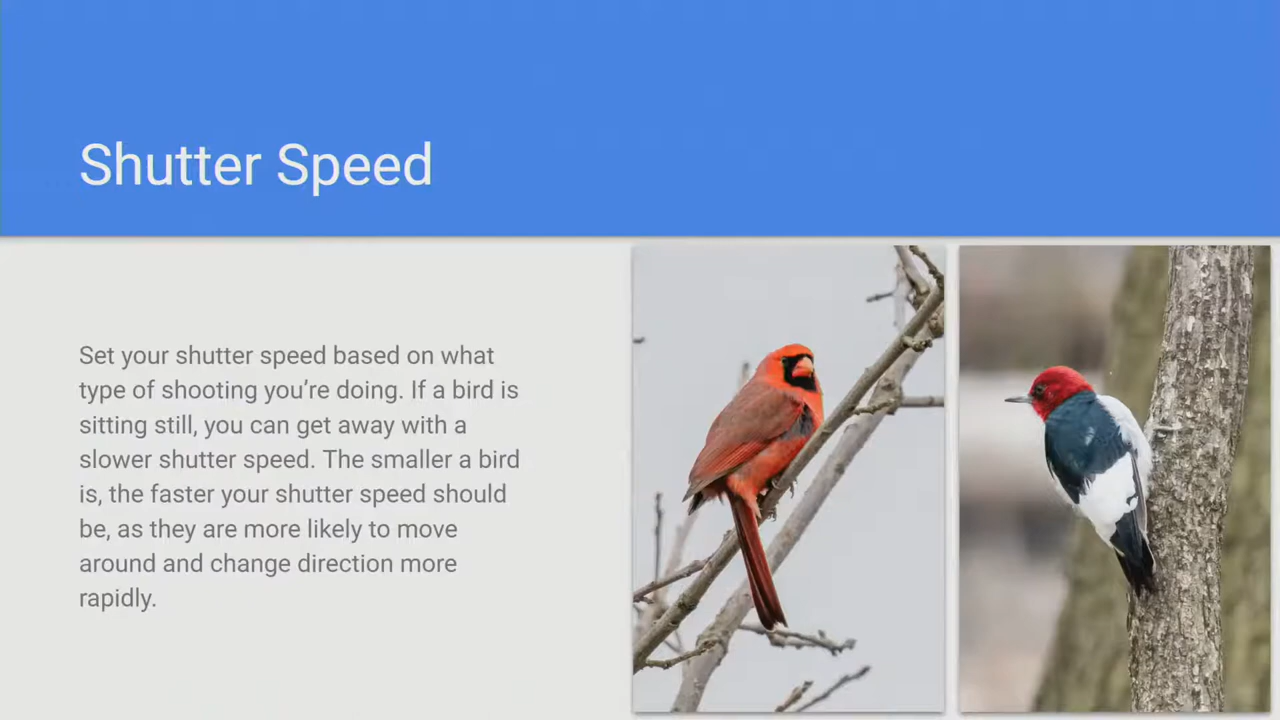 Shutter Speed
Set your shutter speed based on what
type of shooting you’re doing. If a bird is
sitting still, you can get away with a
slower shutter speed. The smaller a bird
is, the faster your shutter speed should
be, as they are more likely to move
around and change direction more
rapidly.